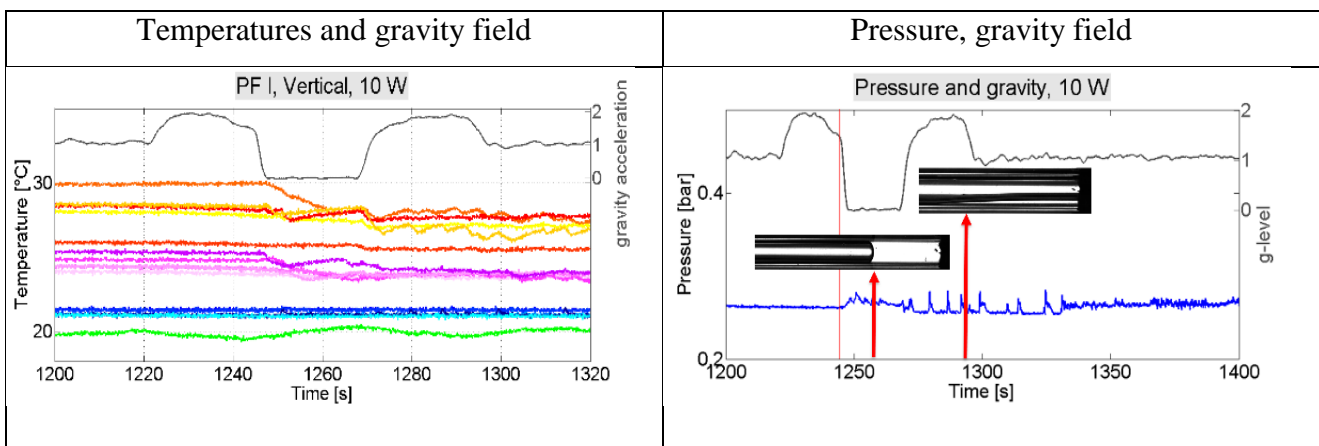 Temperatures and gravity field
Pressure, gravity field
PF I, Vertical, 10 W
Temperature [°C]
30
20
2
1
0
gravity acceleration
1200 1220 1240 1260 1280 1300 1320
Time [s]
Pressure and gravity, 10 W
Pressure [bar]
0.4
0.2
2
1
0
g-level
1200 1250 1300 1350 1400
Time [s]